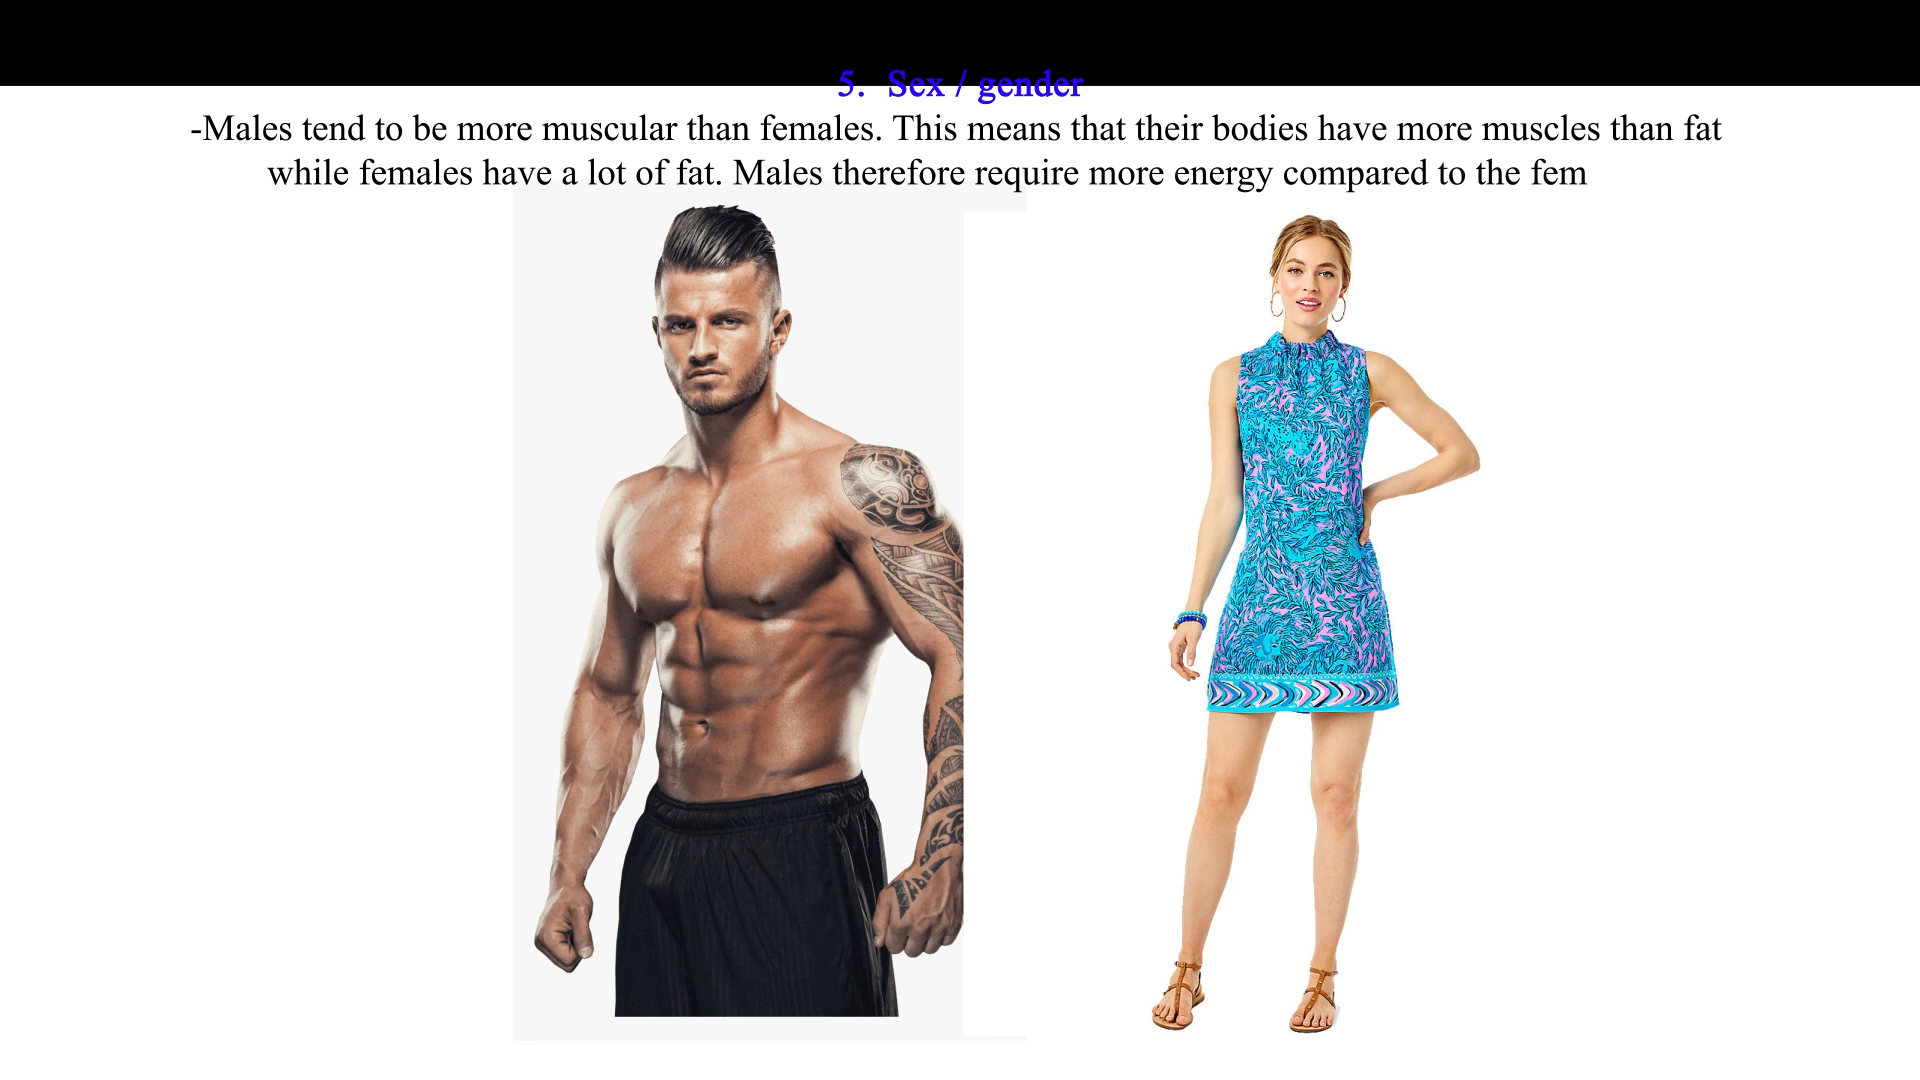 5. Sex / gender
-Males tend to be more muscular than females. This means that their bodies have more muscles than fat
while females have a lot of fat. Males therefore require more energy compared to the fem